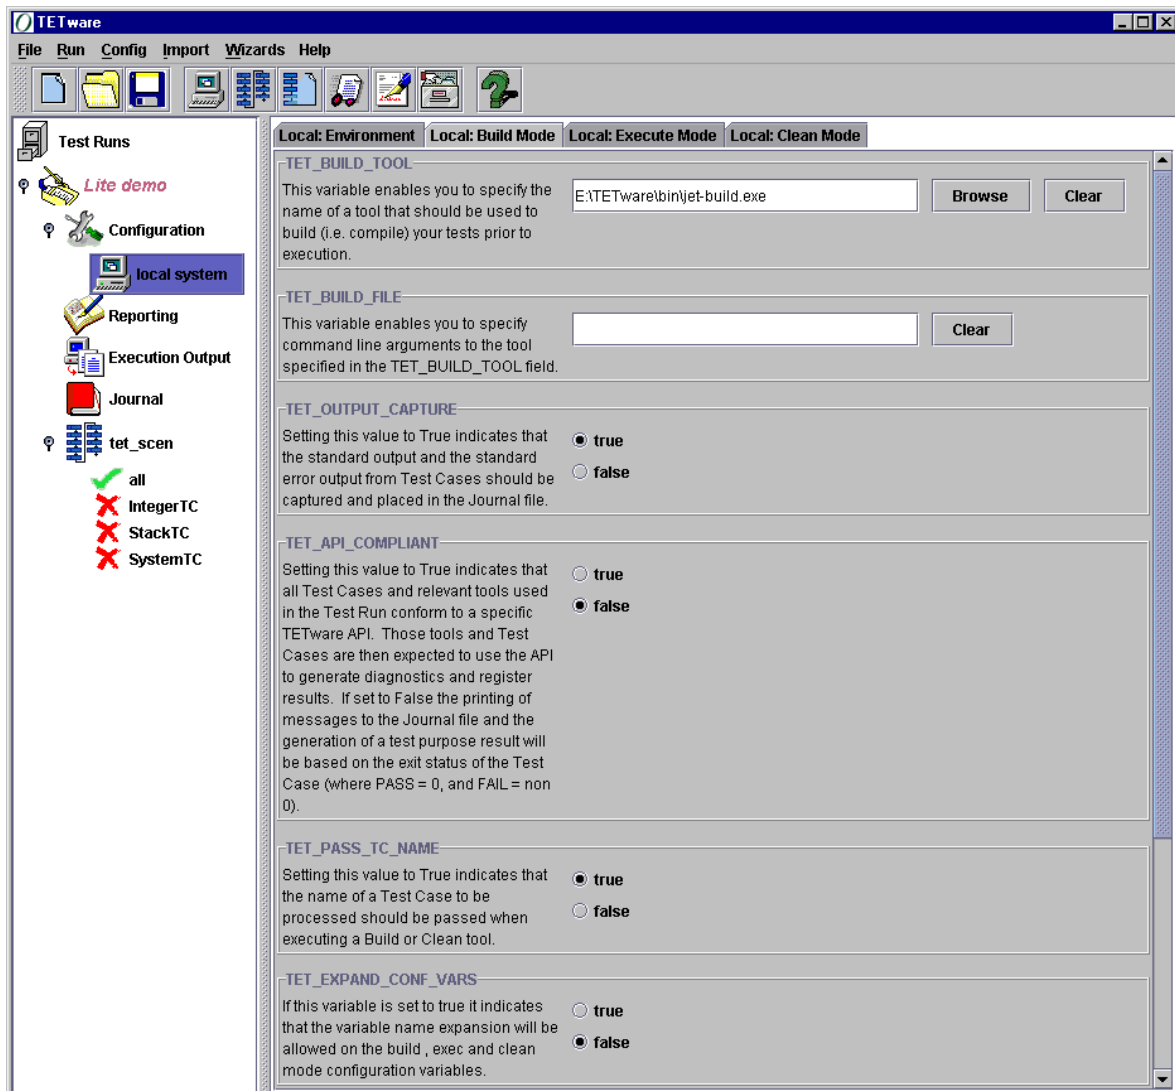 TETware
File Run Config Import Wizards Help
Test Runs
Lite demo
Configuration
local system
Reporting
Execution Output
Journal
tet_scen
all
IntegerTC
StackTC
SystemTC
Local: Environment Local: Build Mode Local: Execute Mode Local: Clean Mode
TET_BUILD_TOOL
This variable enables you to specify the
name of a tool that should be used to
build (i.e. compile) your tests prior to
execution.
E:\TETware\bin\jet-build.exe
Browse Clear
TET_BUILD_FILE
This variable enables you to specify
command line arguments to the tool
specified in the TET_BUILD_TOOL field.
Clear
TET_OUTPUT_CAPTURE
Setting this value to True indicates that
the standard output and the standard
error output from Test Cases should be
captured and placed in the Journal file.
true
false
TET_API_COMPLIANT
Setting this value to True indicates that
all Test Cases and relevant tools used
in the Test Run conform to a specific
TETware API. Those tools and Test
Cases are then expected to use the API
to generate diagnostics and register
results. If set to False the printing of
messages to the Journal file and the
generation of a test purpose result will
be based on the exit status of the Test
Case (where PASS = 0, and FAIL = non
0).
true
false
TET_PASS_TC_NAME
Setting this value to True indicates that
the name of a Test Case to be
processed should be passed when
executing a Build or Clean tool.
true
false
TET_EXPAND_CONF_VARS
If this variable is set to true it indicates
that the variable name expansion will be
allowed on the build , exec and clean
mode configuration variables.
true
false